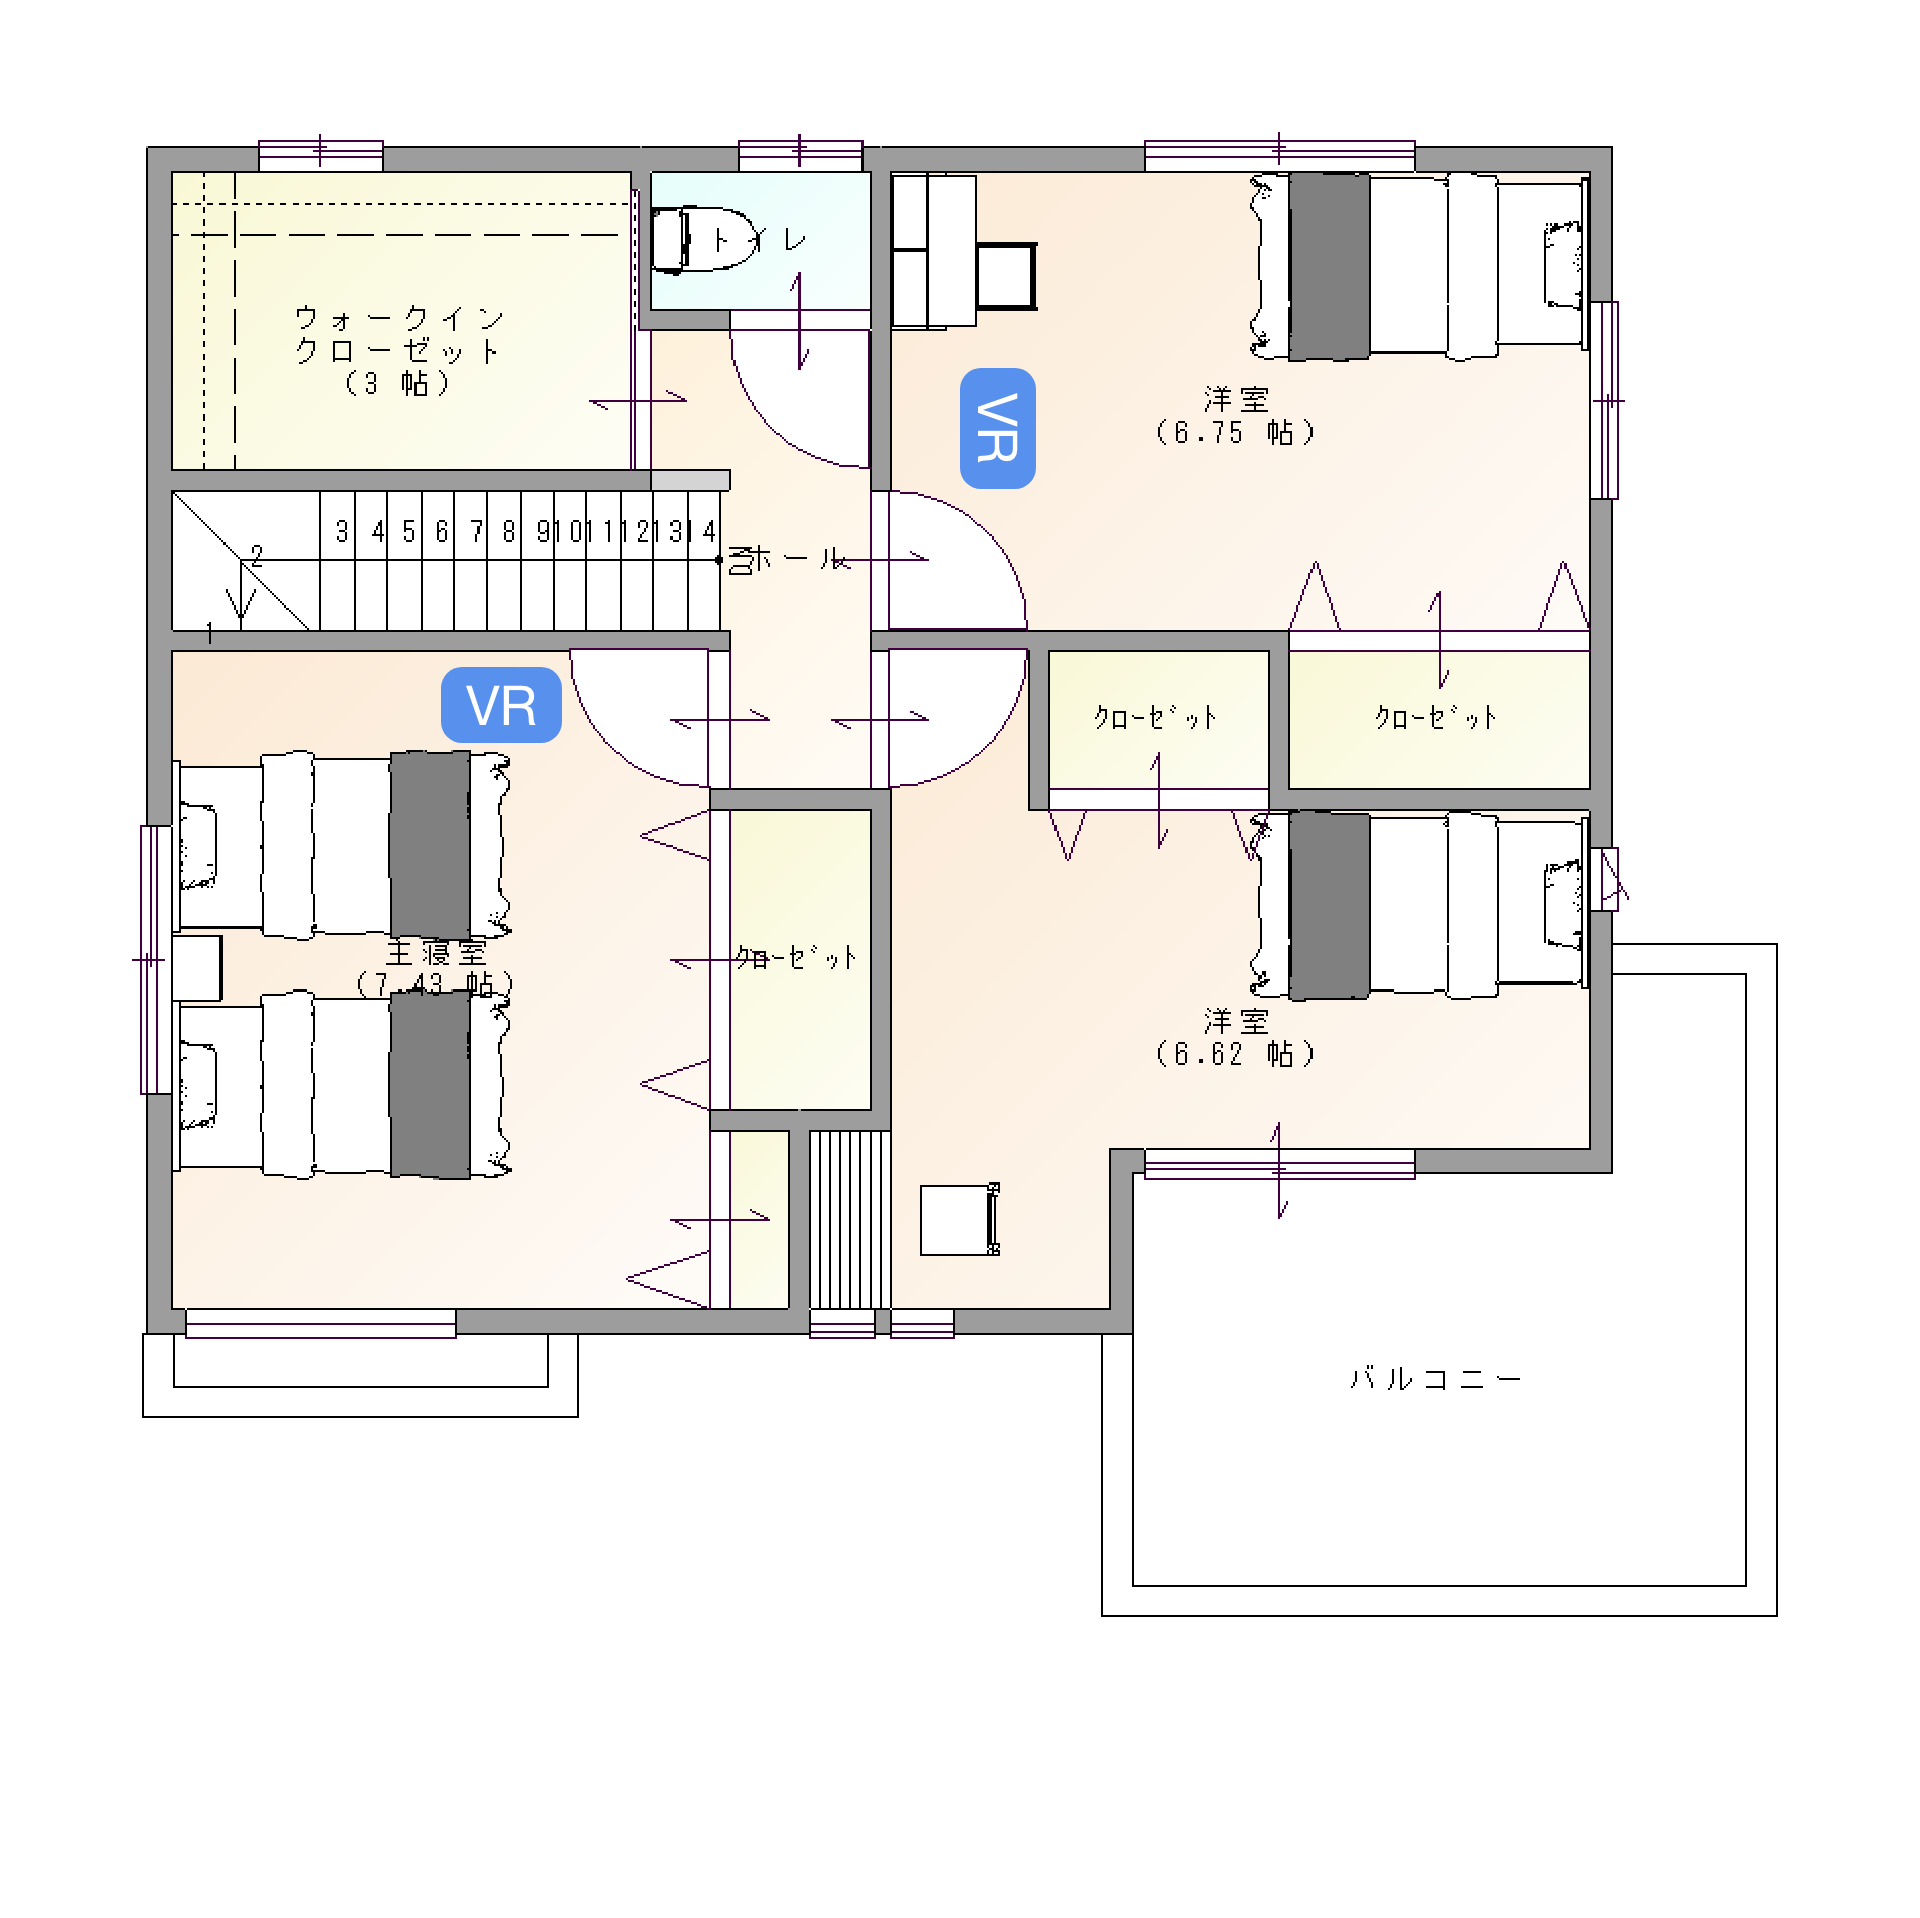 トイレ
ウォークイン
クローゼット
(3 帖)
VR
洋室
(6.75 帖)
3 4 5 6 7 8 9 10 11 12 13 14
2
DN
ホール
1
VR
クローゼット
クローゼット
主寝室
(7.43 帖)
クローゼット
洋室
(6.62 帖)
バルコニー